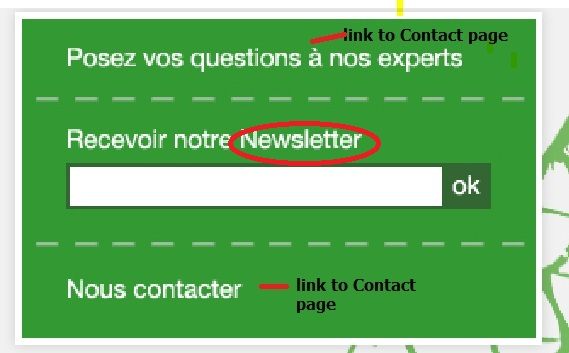 link to Contact page
Posez vos questions à nos experts
Recevoir notre Newsletter
ok
Nous contacter
link to Contact
page